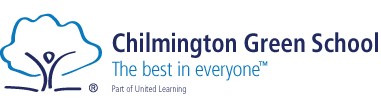 Chilmington Green School
The best in everyone™
Part of United Learning
®